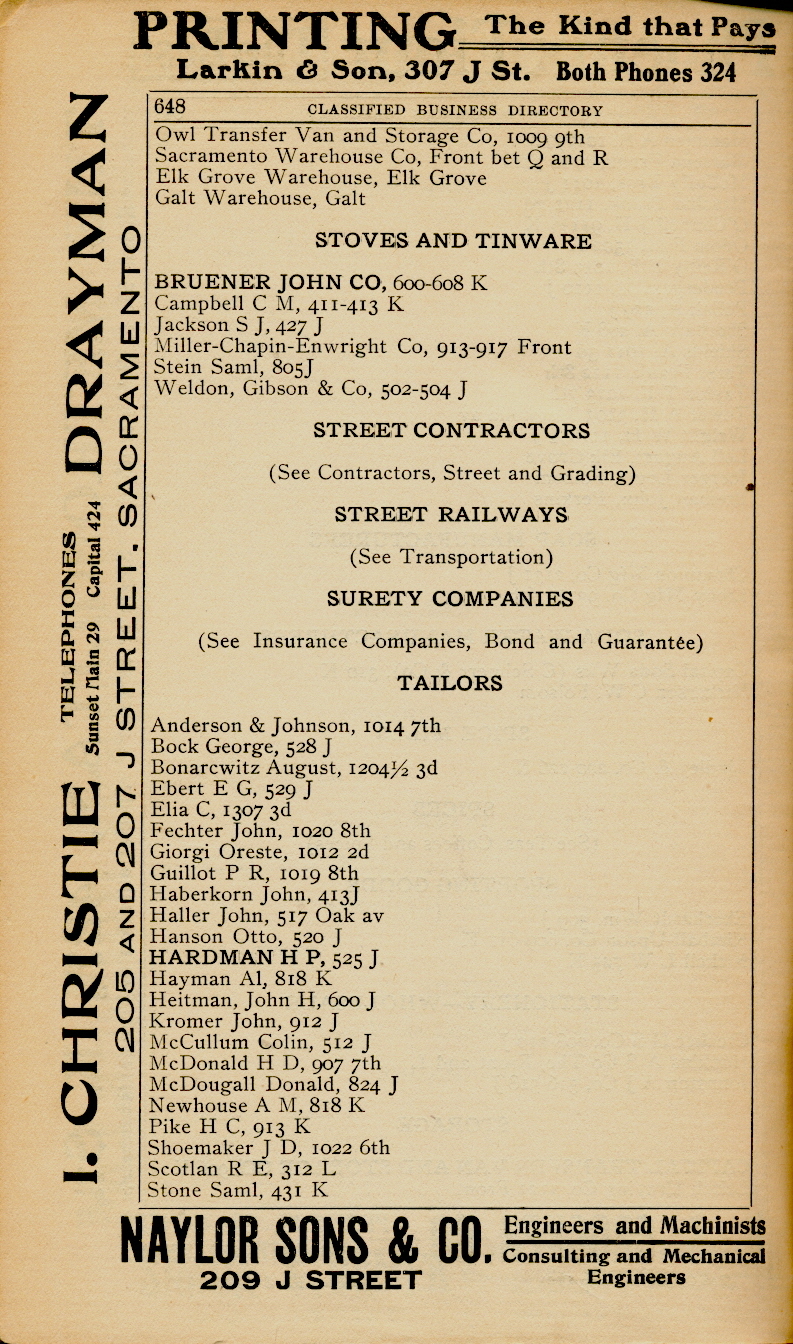 PRINTING The Kind that Pays
Larkin & Son, 307 J St. Both Phones 324
I. CHRISTIE TELEPHONES Sunset Main 29 Capital 424 DRAYMAN
205 AND 207 J STREET. SACRAMENTO
648 CLASSIFIED BUSINESS DIRECTORY
Owl Transfer Van and Storage Co, 1009 9th
Sacramento Warehouse Co, Front bet Q and R
Elk Grove Warehouse, Elk Grove
Galt Warehouse, Galt
STOVES AND TINWARE
BRUENER JOHN CO, 600-608 K
Campbell C M, 411-413 K
Jackson S J, 427 J
Miller-Chapin-Enwright Co, 913-917 Front
Stein Saml, 805J
Weldon, Gibson & Co, 502-504 J
STREET CONTRACTORS
(See Contractors, Street and Grading)
STREET RAILWAYS
(See Transportation)
SURETY COMPANIES
(See Insurance Companies, Bond and Guarantée)
TAILORS
Anderson & Johnson, 1014 7th
Bock George, 528 J
Bonarcwitz August, 1204½ 3d
Ebert E G, 529 J
Elia C, 1307 3d
Fechter John, 1020 8th
Giorgi Oreste, 1012 2d
Guillot P R, 1019 8th
Haberkorn John, 413J
Haller John, 517 Oak av
Hanson Otto, 520 J
HARDMAN H P, 525 J
Hayman Al, 818 K
Heitman, John H, 600 J
Kromer John, 912 J
McCullum Colin, 512 J
McDonald H D, 907 7th
McDougall Donald, 824 J
Newhouse A M, 818 K
Pike H C, 913 K
Shoemaker J D, 1022 6th
Scotlan R E, 312 L
Stone Saml, 431 K
NAYLOR SONS & CO. Engineers and Machinists
Consulting and Mechanical
209 J STREET Engineers